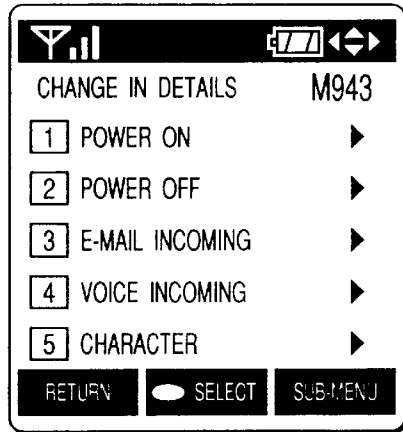 CHANGE IN DETAILS M943
1 POWER ON
2 POWER OFF
3 E-MAIL INCOMING
4 VOICE INCOMING
5 CHARACTER
RETURN SELECT SUB-MENU